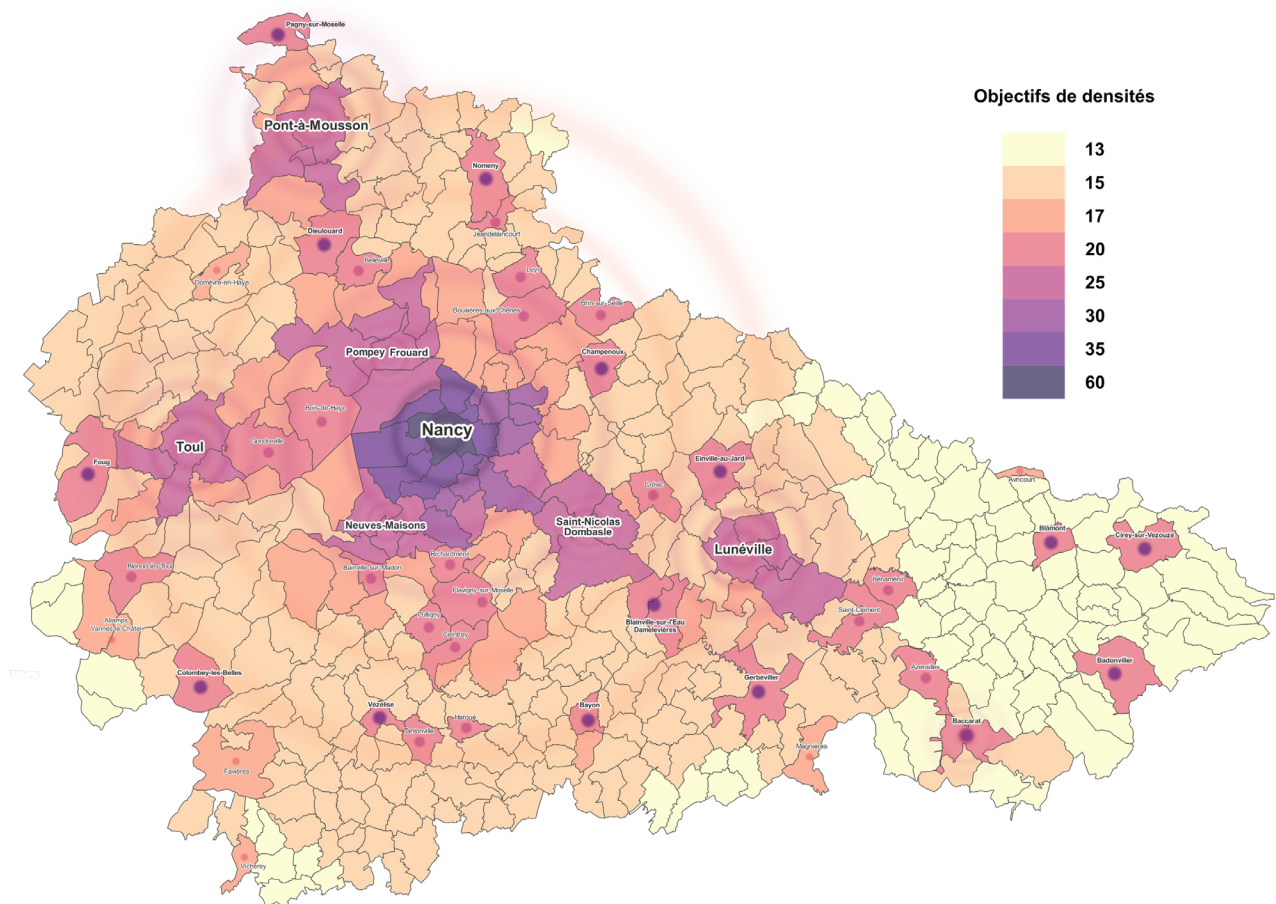 Pagny-sur-Moselle
Objectifs de densités
Pont-à-Mousson
13
15
Nomeny
17
Jeandelaincourt
Dieulouard
20
Belleville
Leyr
Domèvre-en-Haye
25
Brin-sur-Seille
Bouxères-aux-Chênes
30
Pompey Frouard
Champenoux
35
60
Bois-de-Haye
Nancy
Toul
Gondreville
Foug
Einville-au-Jard
Avricourt
Crévic
Neuves-Maisons
Saint-Nicolas
Dombasle
Blâmont
Cirey-sur-Vezouze
Lunéville
Richardménil
Blénod-lès-Toul
Bainville-sur-Madon
Bénaménil
Flavigny-sur-Moselle
Saint-Clément
Pulligny
Allamps
Vannes-le-Châtel
Blainville-sur-l'Eau
Damelevières
Ceintrey
Badonviller
Colombey-les-Belles
Azerailles
Gerbéviller
Vézelise
Bayon
Haroué
Tantonville
Baccarat
Magnières
Favières
Vicherey